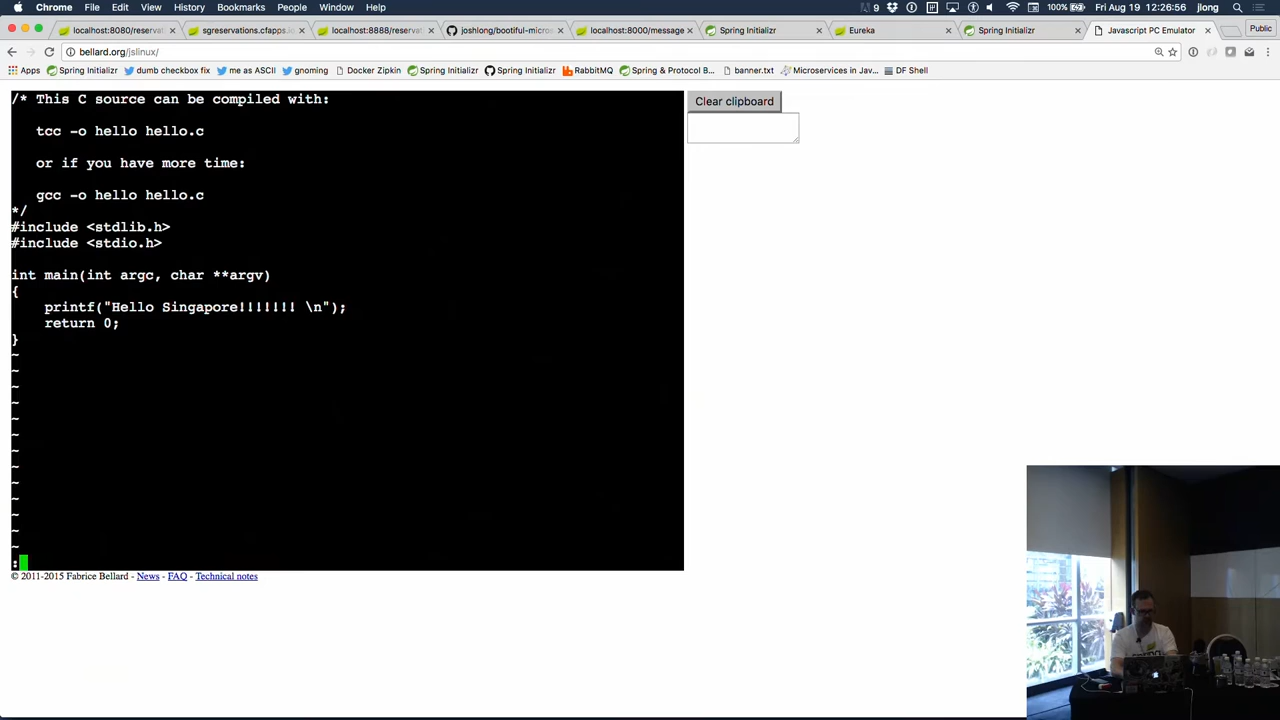 Chrome File Edit View History Bookmarks People Window Help 9 100% Fri Aug 19 12:26:56 jlong
localhost:8080/reserva sgreservations.cfapps.io localhost:8888/reservat joshlong/bootiful-micros localhost:8000/message Spring Initializr Eureka Spring Initializr Javascript PC Emulator Public
bellard.org/jslinux/
Apps Spring Initializr dumb checkbox fix me as ASCII gnoming Docker Zipkin Spring Initializr Spring Initializr RabbitMQ Spring & Protocol B... banner.txt Microservices in Jav... DF Shell
/* This C source can be compiled with:
tcc -o hello hello.c
or if you have more time:
gcc -o hello hello.c
*/
#include <stdlib.h>
#include <stdio.h>
int main(int argc, char **argv)
{
printf("Hello Singapore!!!!!!! \n");
return 0;
}
~
~
~
~
~
~
~
~
~
~
~
~
~
:
Clear clipboard
© 2011-2015 Fabrice Bellard - News - FAQ - Technical notes